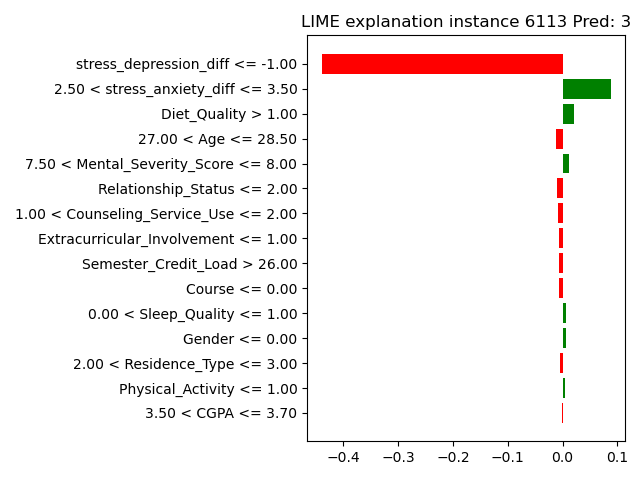 LIME explanation instance 6113 Pred: 3
stress_depression_diff <= -1.00
2.50 < stress_anxiety_diff <= 3.50
Diet_Quality > 1.00
27.00 < Age <= 28.50
7.50 < Mental_Severity_Score <= 8.00
Relationship_Status <= 2.00
1.00 < Counseling_Service_Use <= 2.00
Extracurricular_Involvement <= 1.00
Semester_Credit_Load > 26.00
Course <= 0.00
0.00 < Sleep_Quality <= 1.00
Gender <= 0.00
2.00 < Residence_Type <= 3.00
Physical_Activity <= 1.00
3.50 < CGPA <= 3.70
−0.4 −0.3 −0.2 −0.1 0.0 0.1